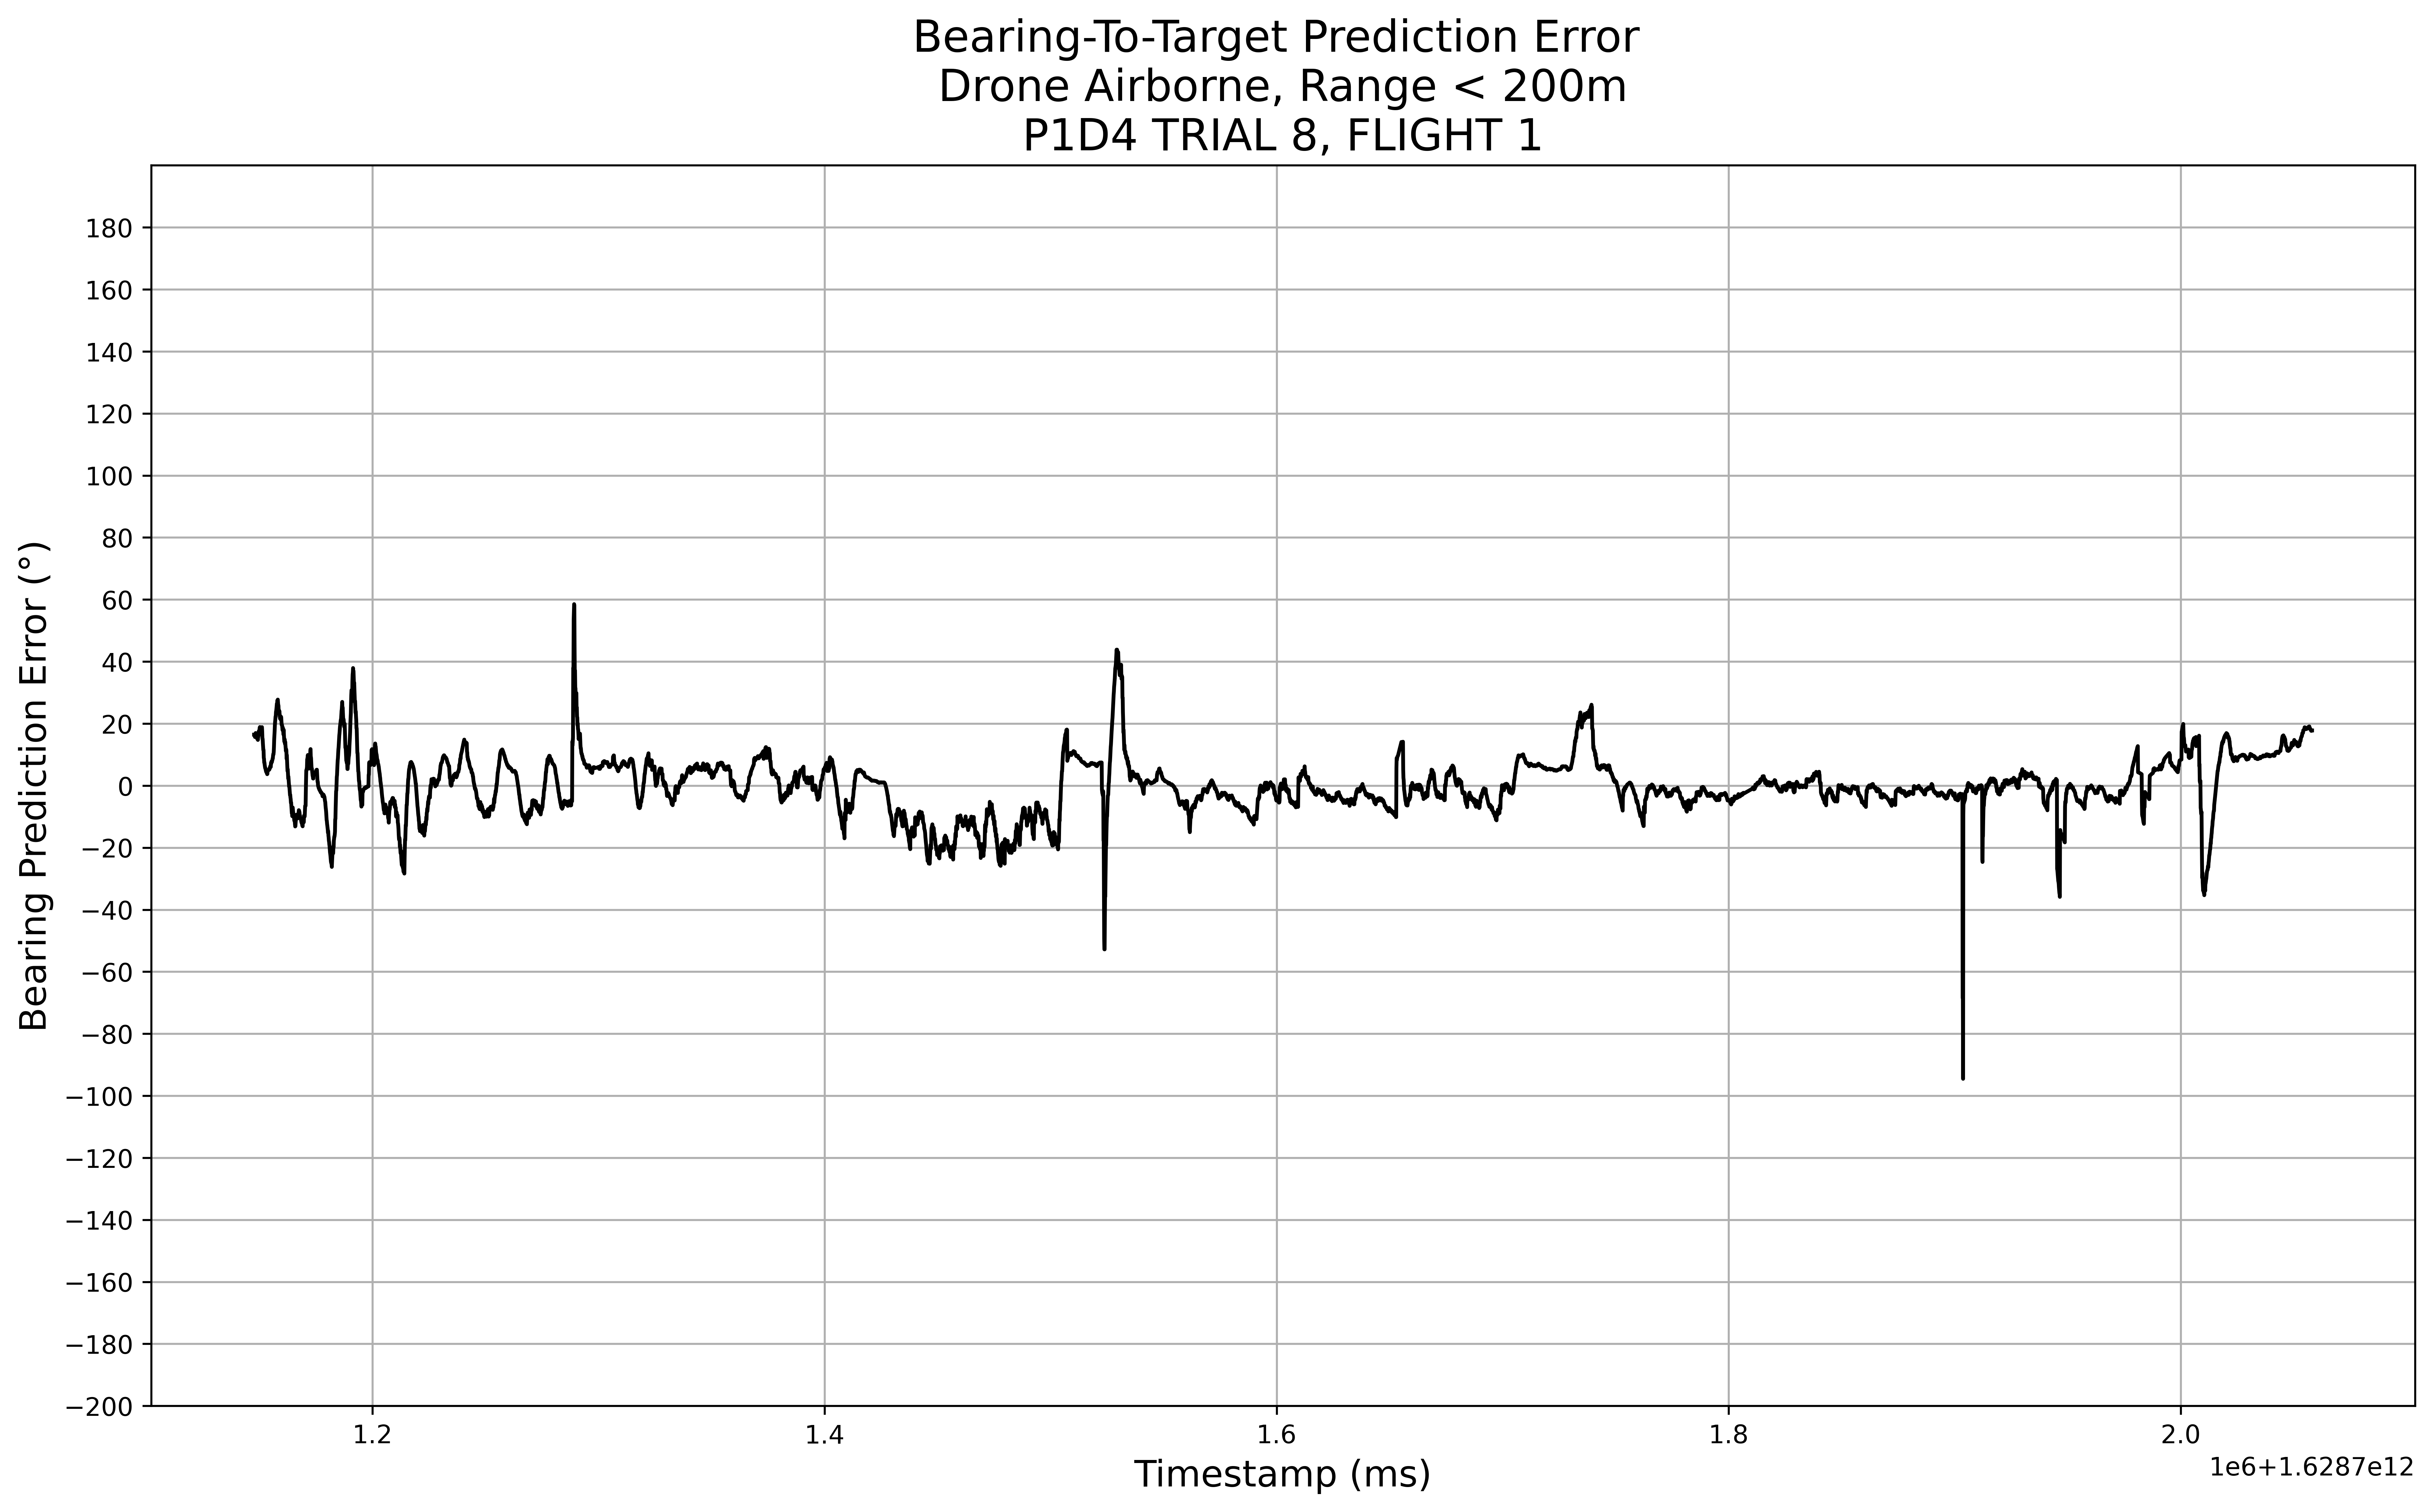 Bearing-To-Target Prediction Error
Drone Airborne, Range < 200m
P1D4 TRIAL 8, FLIGHT 1
Bearing Prediction Error (°)
180
160
140
120
100
80
60
40
20
0
−20
−40
−60
−80
−100
−120
−140
−160
−180
−200
1.2 1.4 1.6 1.8 2.0
1e6+1.6287e12
Timestamp (ms)